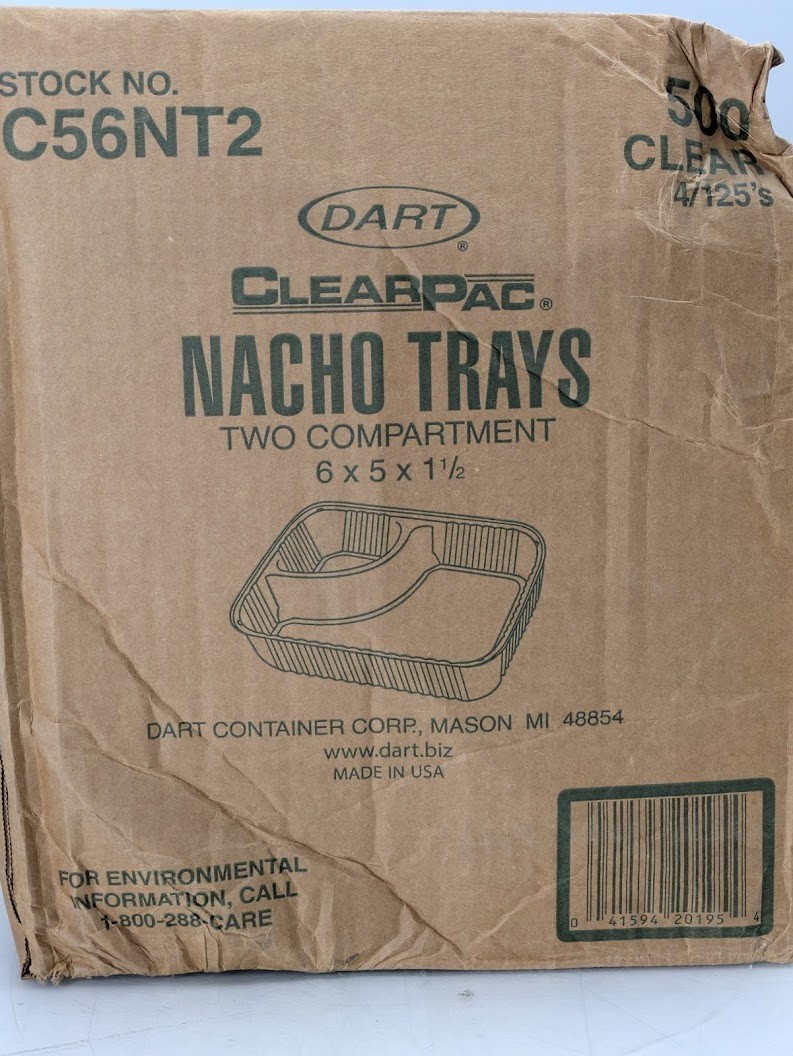 STOCK NO.
C56NT2
500
CLEAR
4/125's
DART®
CLEARPAC®
NACHO TRAYS
TWO COMPARTMENT
6 x 5 x 1 1/2
DART CONTAINER CORP., MASON MI 48854
www.dart.biz
MADE IN USA
FOR ENVIRONMENTAL
INFORMATION, CALL
1-800-288-CARE
0 41594 20195 4